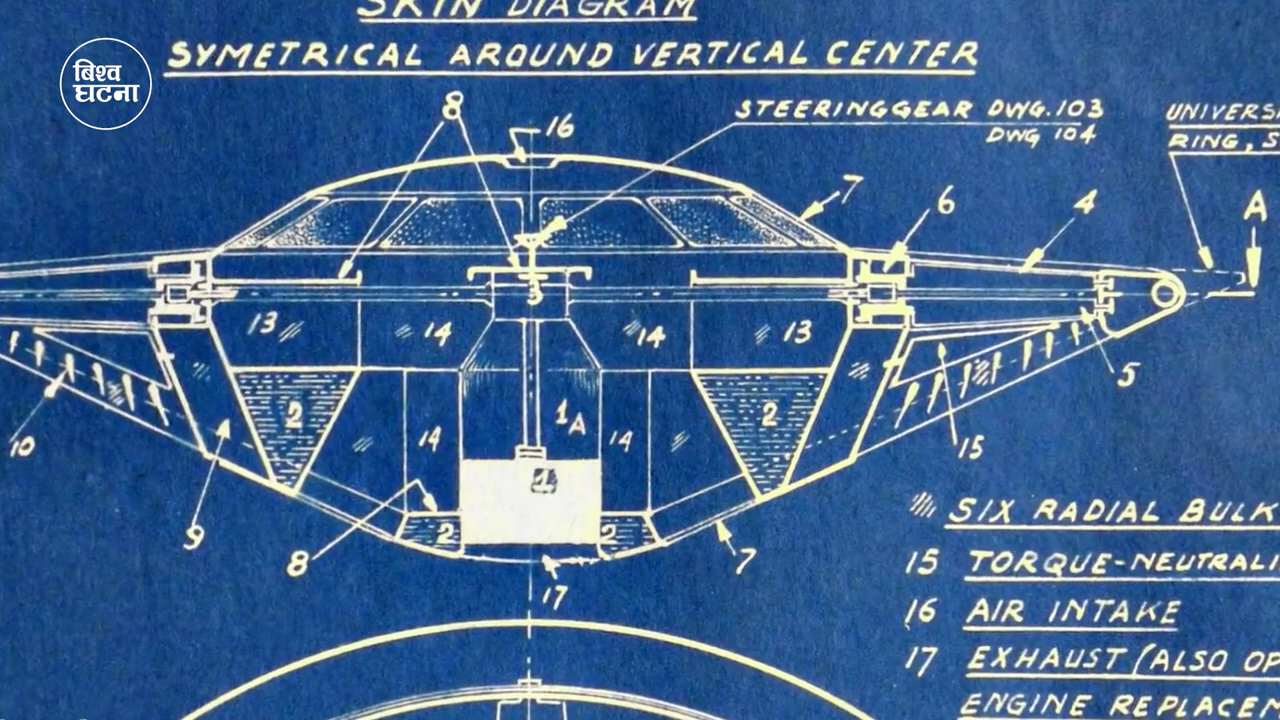 SKIN DIAGRAM
SYMETRICAL AROUND VERTICAL CENTER
बिश्व
घटना
8
16
STEERINGGEAR DWG.103
DWG 104
UNIVERS
RING, S
7
6
4
A
3
13
14
14
13
5
2
1A
2
10
14
14
15
1
9
8
2
2
7
17
SIX RADIAL BULK
15 TORQUE-NEUTRALI
16 AIR INTAKE
17 EXHAUST (ALSO OP
ENGINE REPLACEM